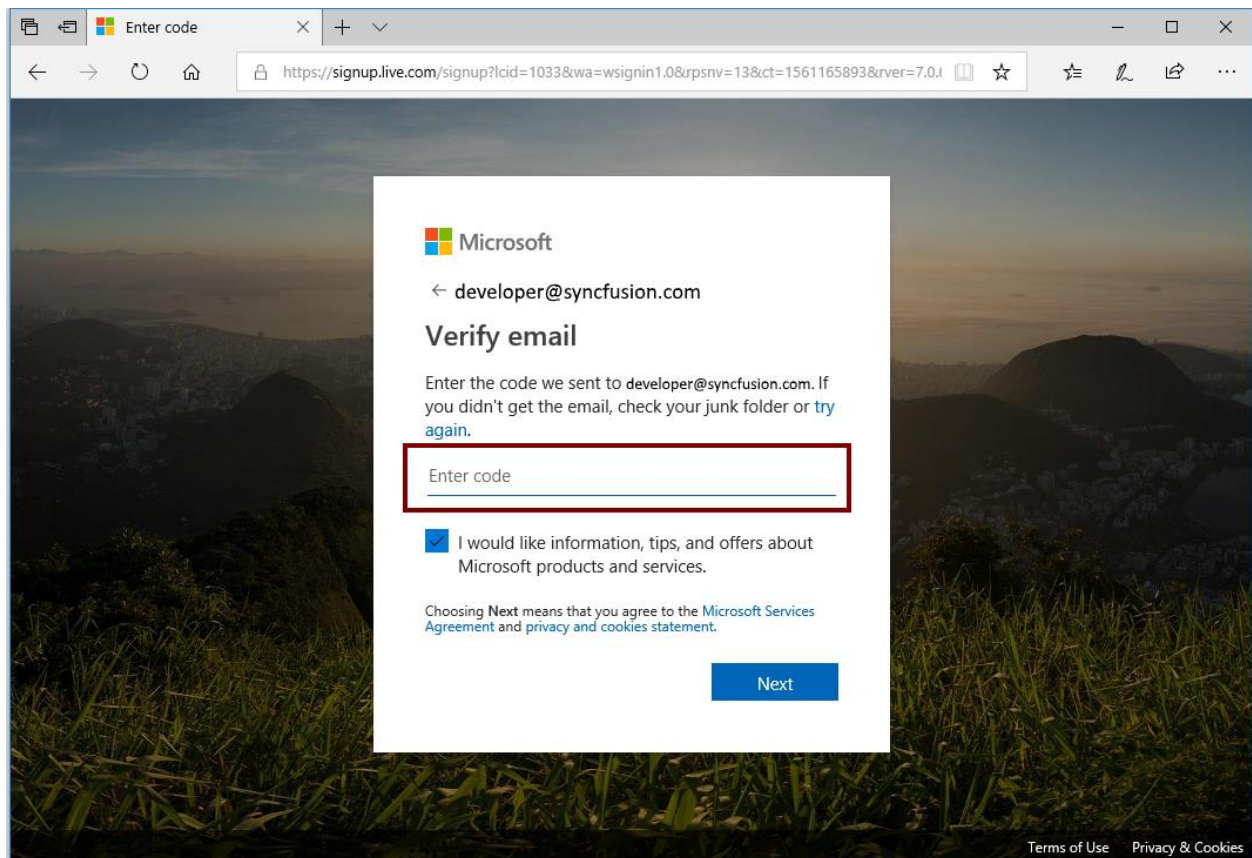 Enter code
https://signup.live.com/signup?lcid=1033&wa=wsignin1.0&rpsnv=13&ct=1561165893&rver=7.0.6
Microsoft
developer@syncfusion.com
Verify email
Enter the code we sent to developer@syncfusion.com. If
you didn't get the email, check your junk folder or try
again.
Enter code
I would like information, tips, and offers about
Microsoft products and services.
Choosing Next means that you agree to the Microsoft Services
Agreement and privacy and cookies statement.
Next
Terms of Use Privacy & Cookies